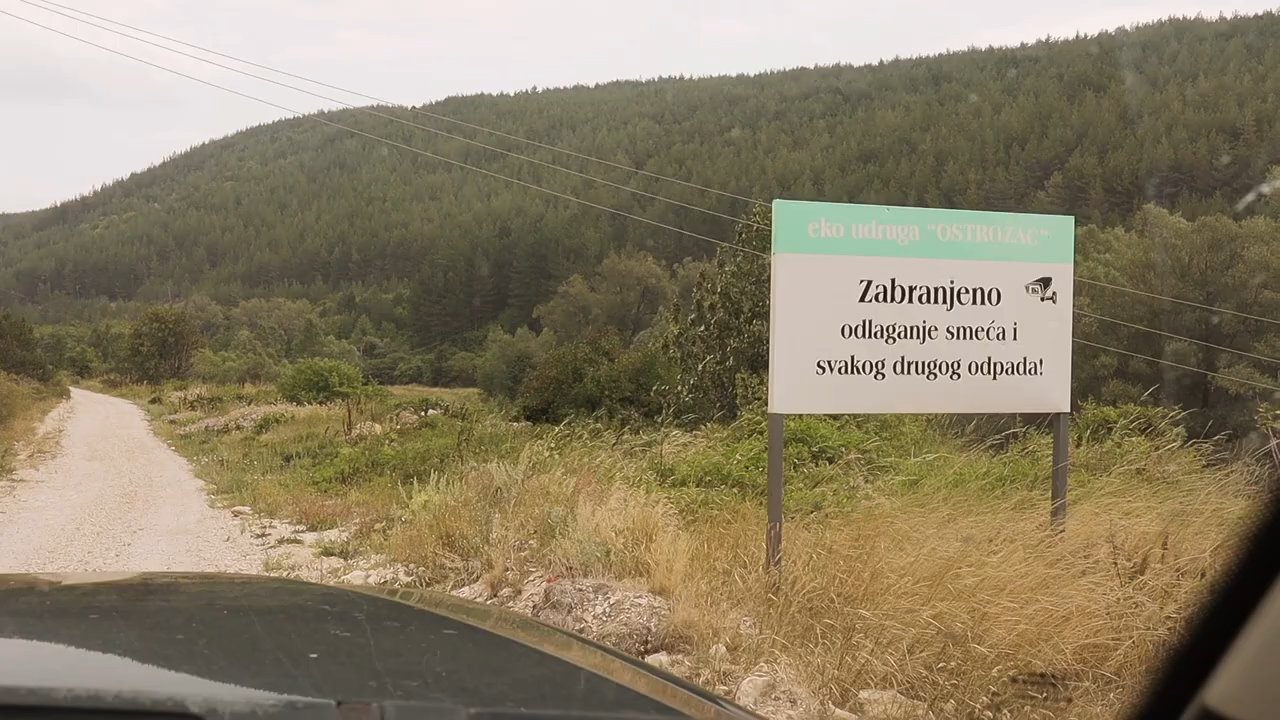 eko udruga "OSTROŽAC"
Zabranjeno
odlaganje smeća i
svakog drugog odpada!